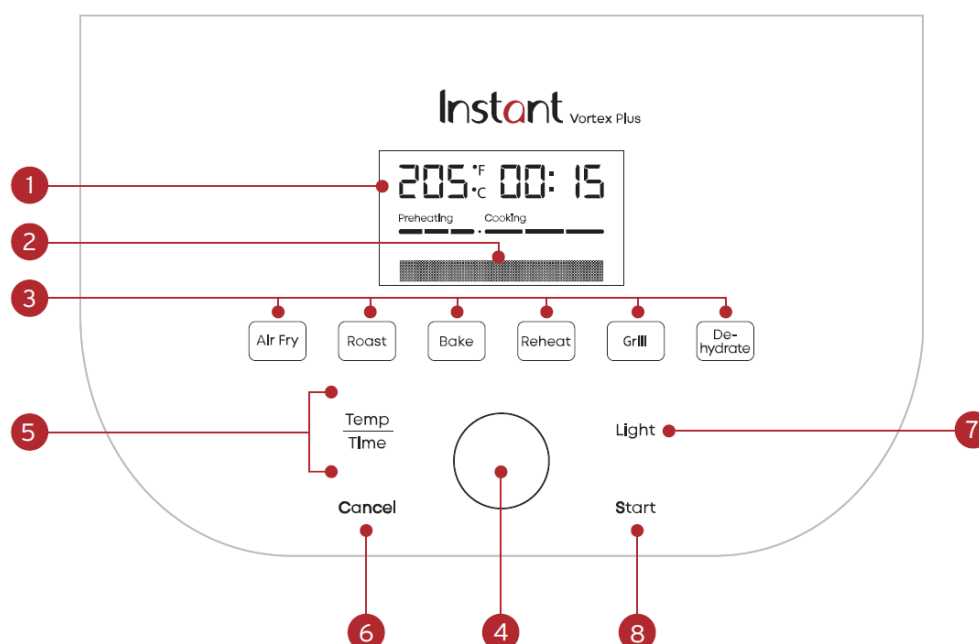 Instant Vortex Plus
1
205 °F °C 00:15
Preheating Cooking
2
3
Air Fry Roast Bake Reheat Grill De-hydrate
5
Temp
Time
Light
7
Cancel
Start
6
4
8